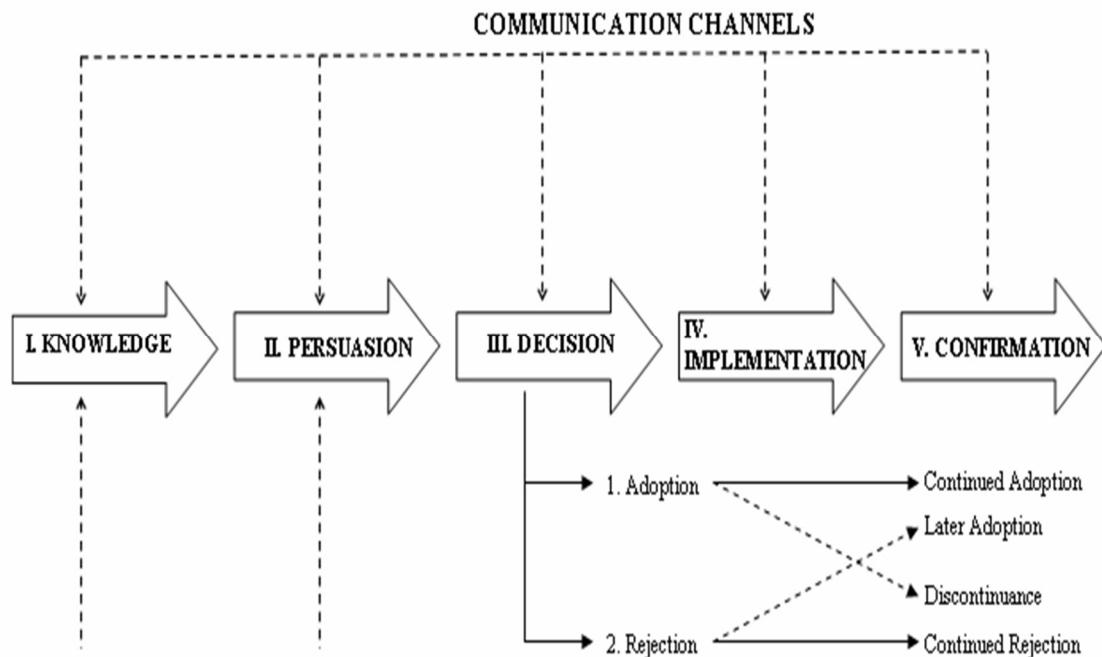 COMMUNICATION CHANNELS
I. KNOWLEDGE
II. PERSUASION
III. DECISION
IV.
IMPLEMENTATION
V. CONFIRMATION
1. Adoption
Continued Adoption
Later Adoption
Discontinuance
2. Rejection
Continued Rejection